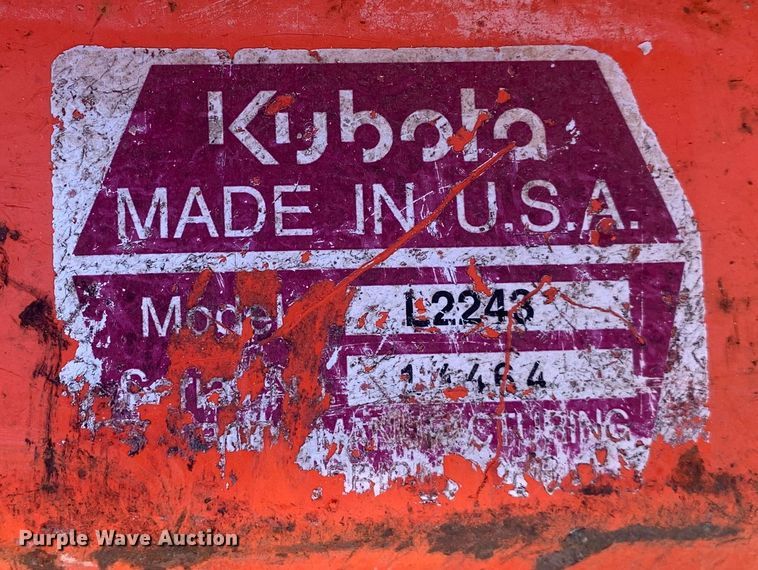 Kubota
MADE IN U.S.A.
Model L2243
MANUFACTURING
Purple Wave Auction